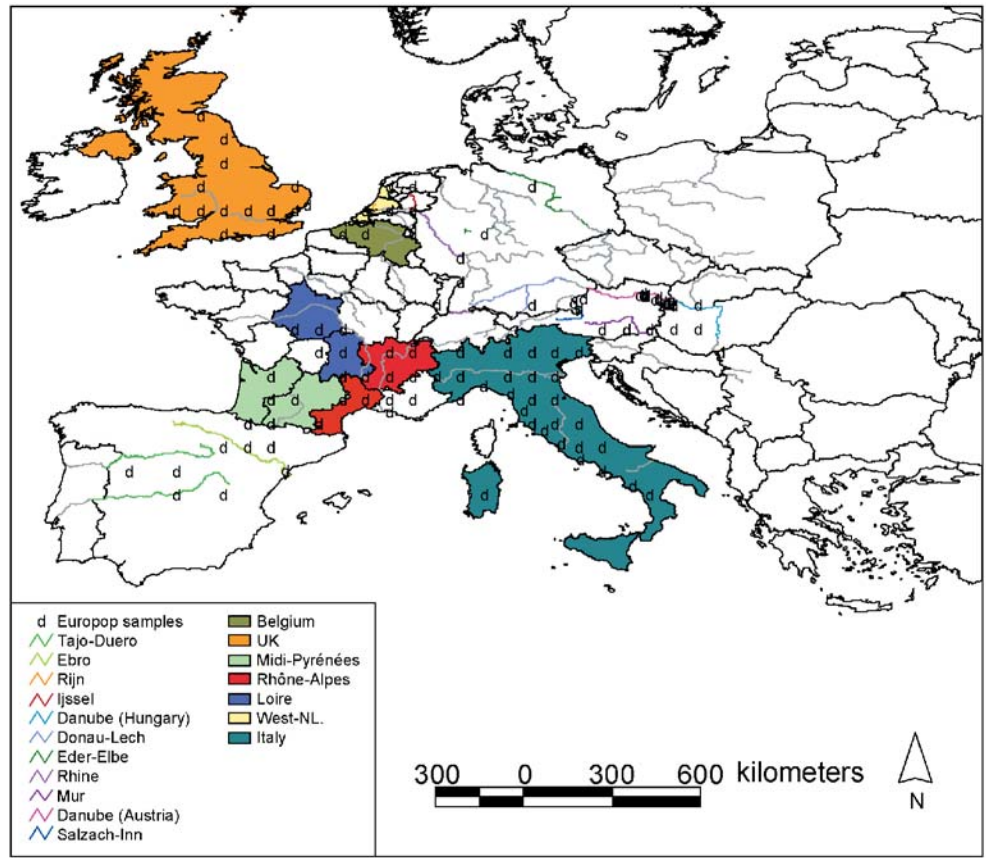 d Europop samples
Tajo-Duero
Ebro
Rijn
Ijssel
Danube (Hungary)
Donau-Lech
Eder-Elbe
Rhine
Mur
Danube (Austria)
Salzach-Inn
Belgium
UK
Midi-Pyrénées
Rhône-Alpes
Loire
West-NL.
Italy
300 0 300 600 kilometers
N